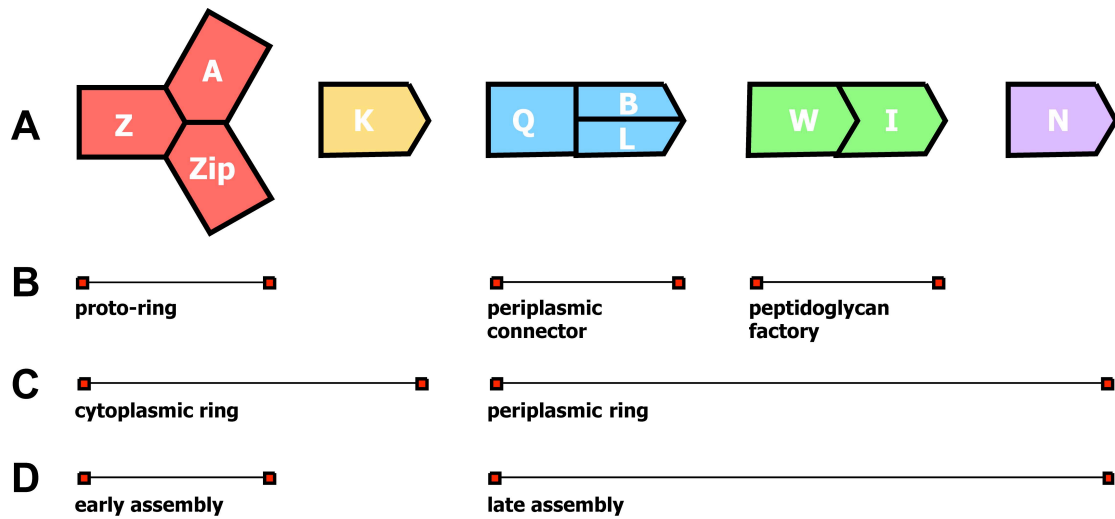 A
Z
A
Zip
K
Q
B
L
W
I
N
B
proto-ring
periplasmic
connector
peptidoglycan
factory
C
cytoplasmic ring
periplasmic ring
D
early assembly
late assembly